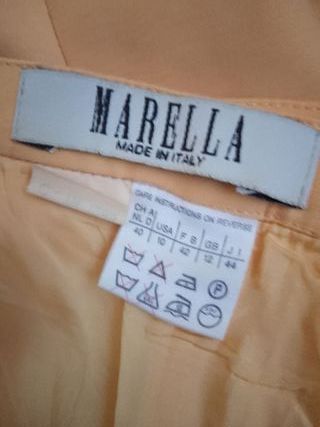 MARELLA
MADE IN ITALY
CARE INSTRUCTIONS ON REVERSE
CH A
NL D USA F B GB J I
40 10 42 12 44
P